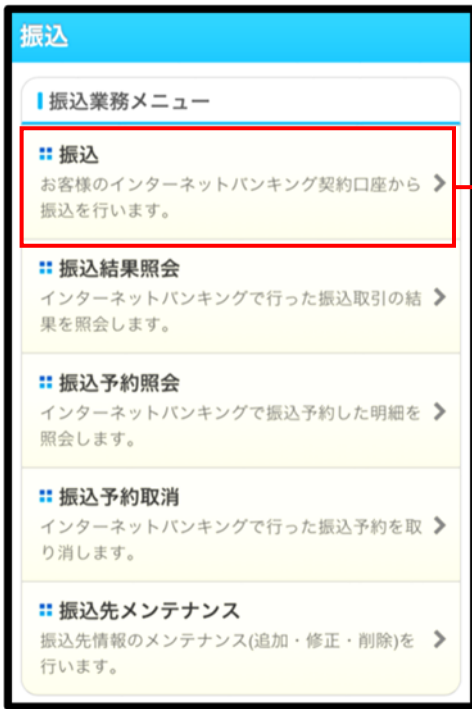 振込
振込業務メニュー
振込
お客様のインターネットバンキング契約口座から
振込を行います。
振込結果照会
インターネットバンキングで行った振込取引の結
果を照会します。
振込予約照会
インターネットバンキングで振込予約した明細を
照会します。
振込予約取消
インターネットバンキングで行った振込予約を取
り消します。
振込先メンテナンス
振込先情報のメンテナンス(追加・修正・削除)を
行います。